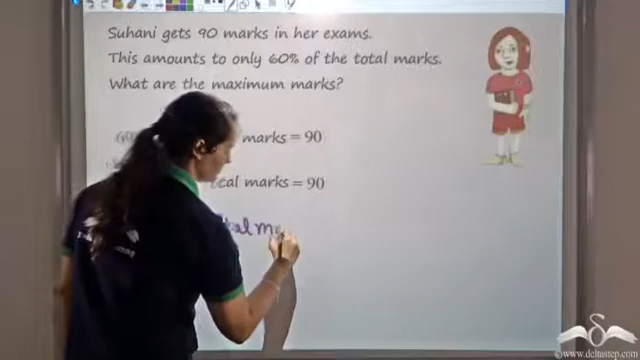 Suhani gets 90 marks in her exams.
This amounts to only 60% of the total marks.
What are the maximum marks?
marks = 90
marks = 90
©www.deltastep.com